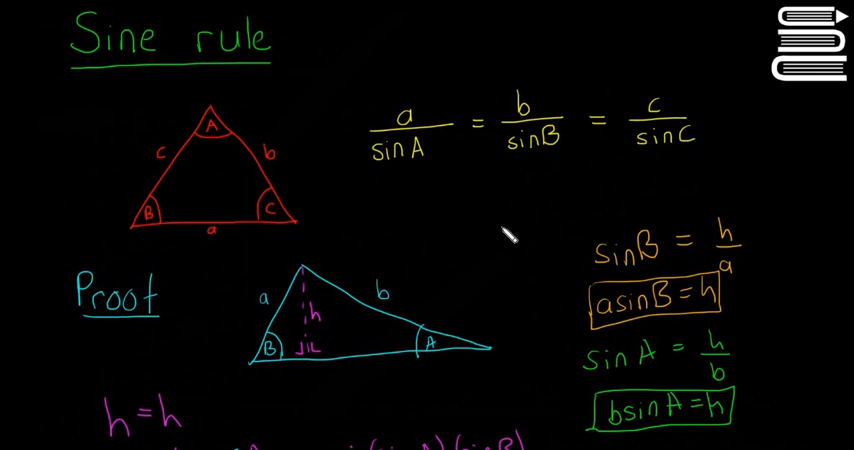 Sine rule
A
c
b
B
C
a
a/sinA = b/sinB = c/sinC
Proof
a
b
h
B
A
sinB = h/a
asinB = h
sinA = h/b
bsinA = h
h = h